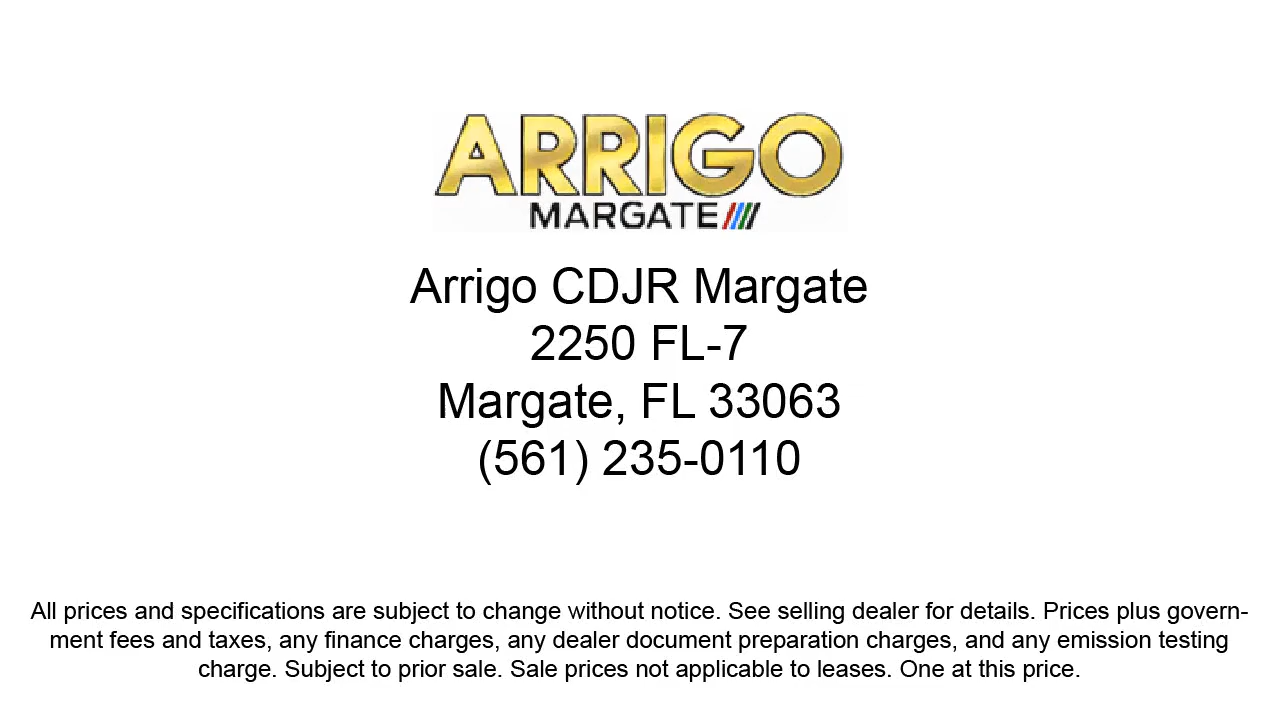 ARRIGO
MARGATE
Arrigo CDJR Margate
2250 FL-7
Margate, FL 33063
(561) 235-0110
All prices and specifications are subject to change without notice. See selling dealer for details. Prices plus govern-
ment fees and taxes, any finance charges, any dealer document preparation charges, and any emission testing
charge. Subject to prior sale. Sale prices not applicable to leases. One at this price.